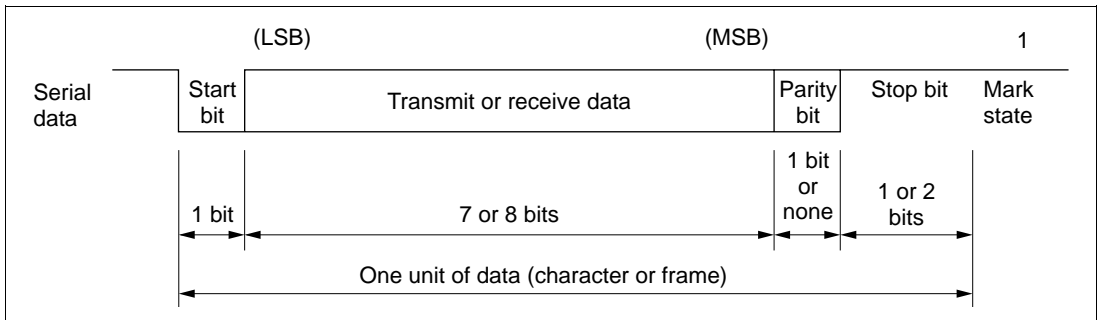 (LSB) (MSB) 1
Serial
data
Start
bit
Transmit or receive data
Parity
bit
Stop bit
Mark
state
1 bit
7 or 8 bits
1 bit
or
none
1 or 2
bits
One unit of data (character or frame)